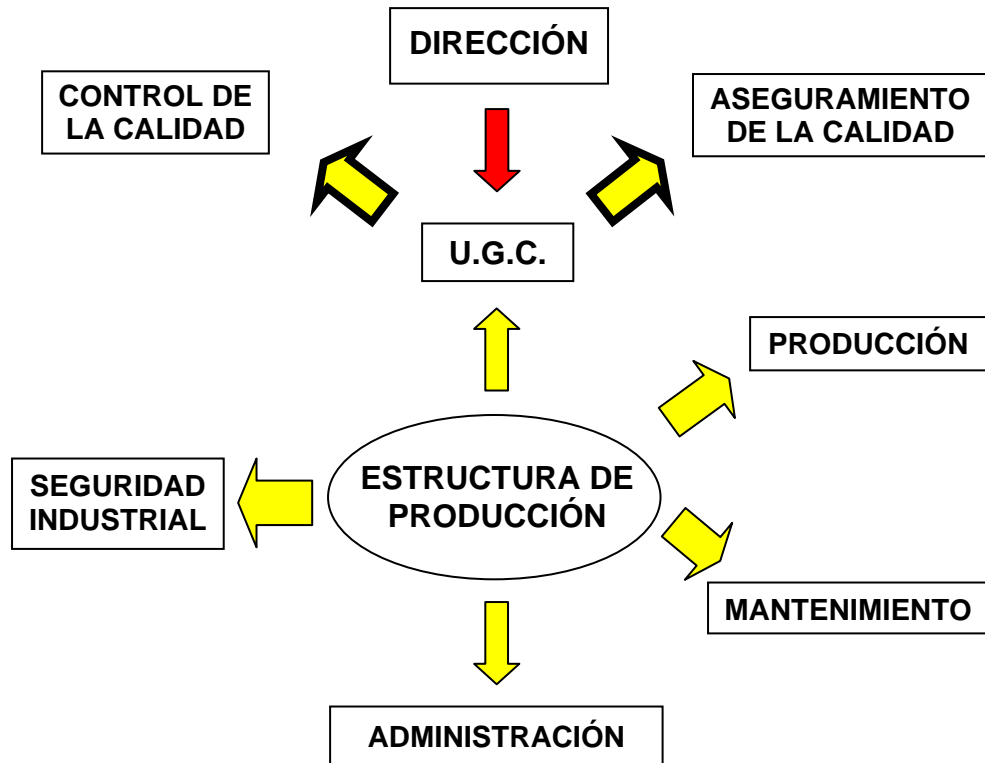 DIRECCIÓN
CONTROL DE
LA CALIDAD
ASEGURAMIENTO
DE LA CALIDAD
U.G.C.
PRODUCCIÓN
ESTRUCTURA DE
PRODUCCIÓN
SEGURIDAD
INDUSTRIAL
MANTENIMIENTO
ADMINISTRACIÓN